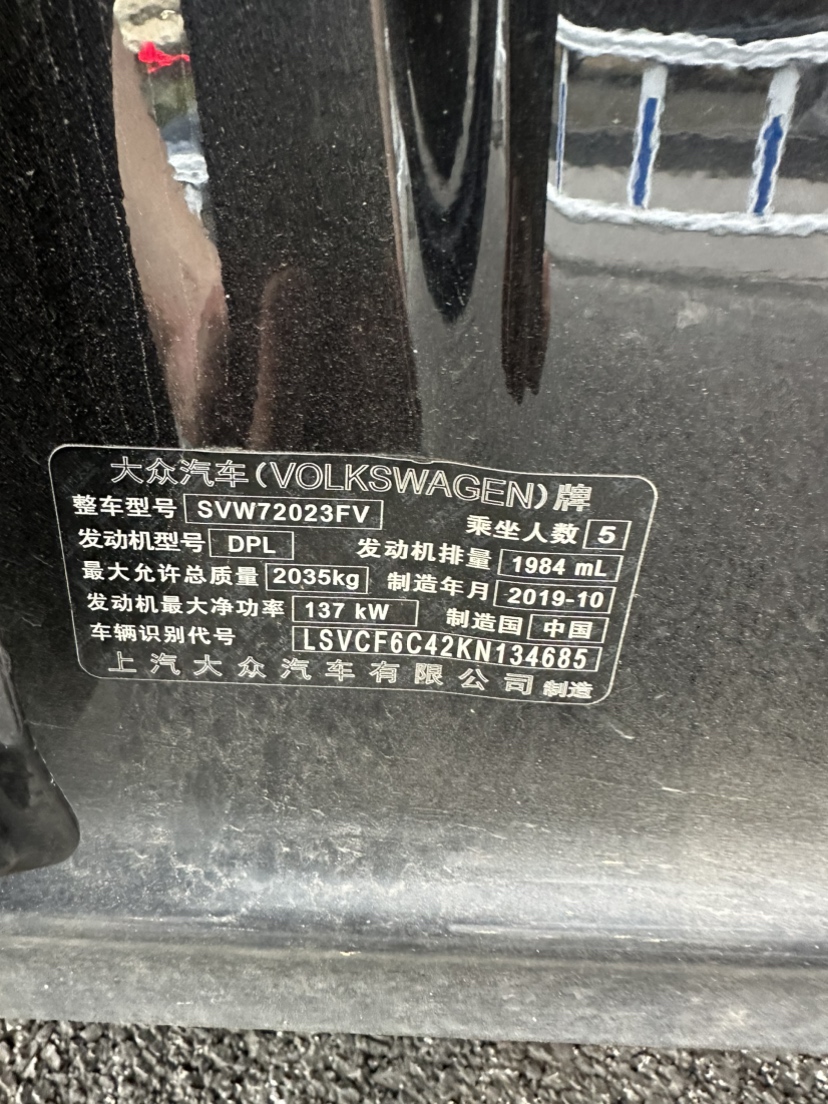 大众汽车(VOLKSWAGEN)牌
整车型号 SVW72023FV 乘坐人数 5
发动机型号 DPL 发动机排量 1984 mL
最大允许总质量 2035kg 制造年月 2019-10
发动机最大净功率 137 kW 制造国 中国
车辆识别代号 LSVCF6C42KN134685
上汽大众汽车有限公司 制造